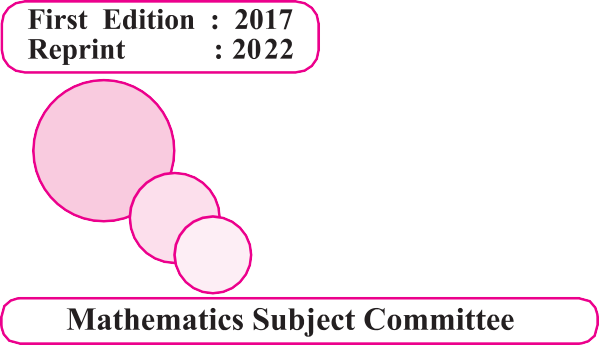 First Edition : 2017
Reprint : 2022
Mathematics Subject Committee